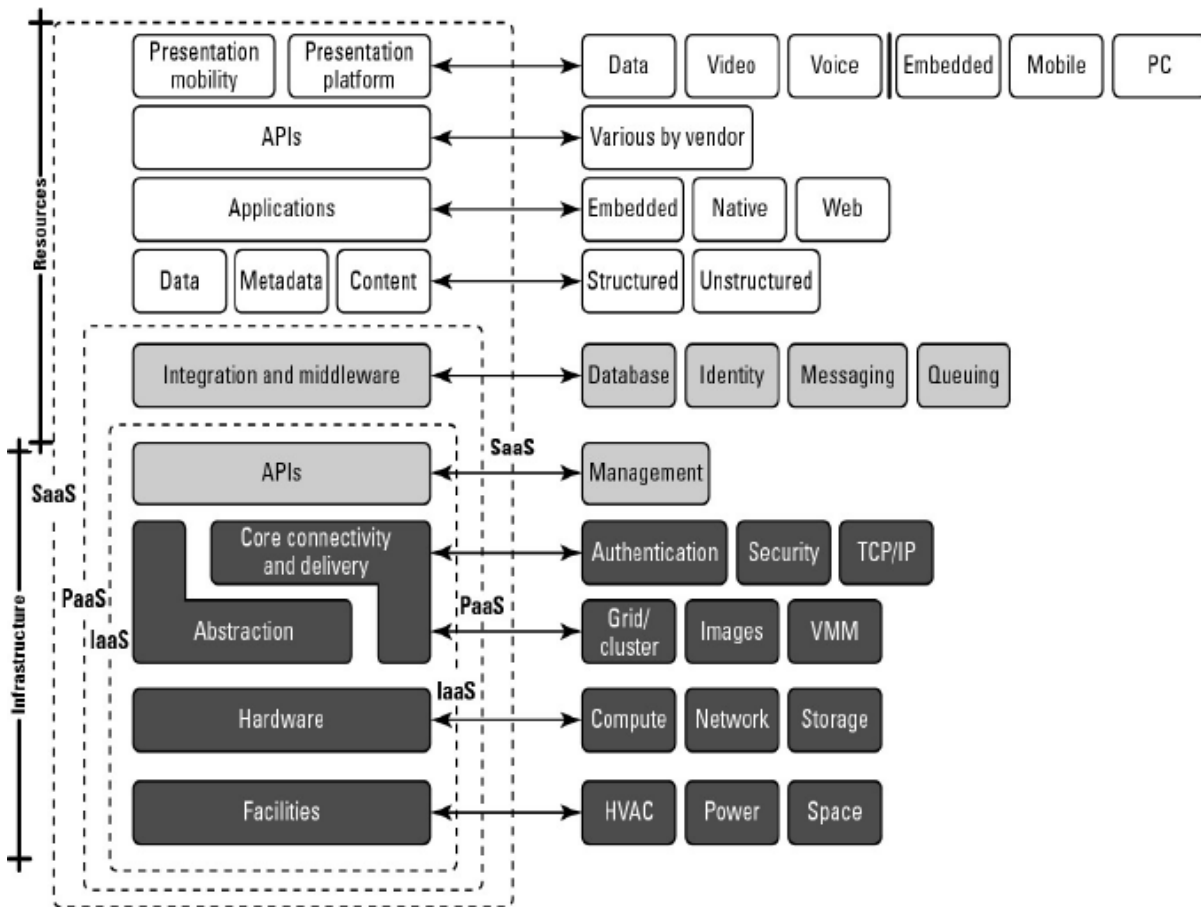 Presentation
mobility
Presentation
platform
Data
Video
Voice
Embedded
Mobile
PC
APIs
Various by vendor
Resources
Applications
Embedded
Native
Web
Data
Metadata
Content
Structured
Unstructured
Integration and middleware
Database
Identity
Messaging
Queuing
SaaS
APIs
SaaS
Management
Core connectivity
and delivery
Authentication
Security
TCP/IP
Infrastructure
PaaS
IaaS
Abstraction
PaaS
Grid/
cluster
Images
VMM
IaaS
Hardware
Compute
Network
Storage
Facilities
HVAC
Power
Space